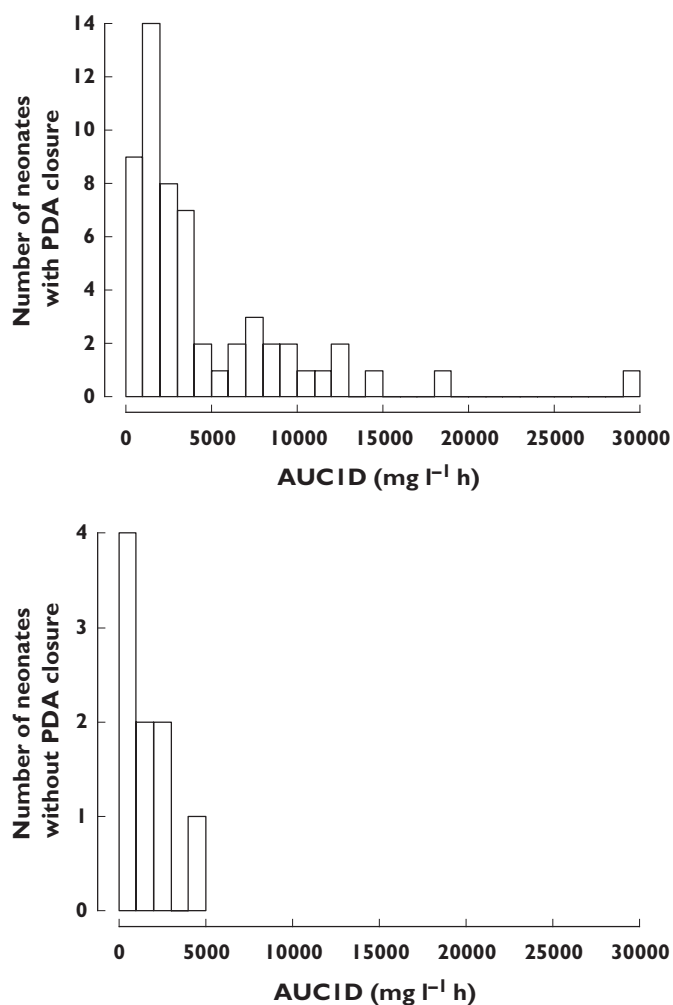 Number of neonates
with PDA closure
14
12
10
8
6
4
2
0
0 5000 10000 15000 20000 25000 30000
AUC1D (mg l⁻¹ h)
Number of neonates
without PDA closure
4
3
2
1
0
0 5000 10000 15000 20000 25000 30000
AUC1D (mg l⁻¹ h)